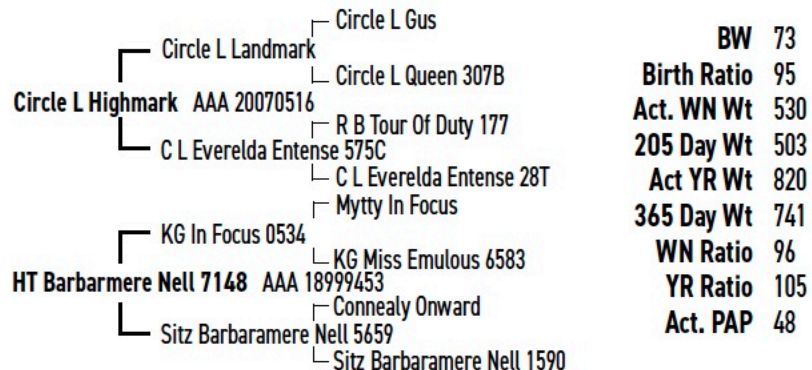 Circle L Gus
Circle L Landmark
Circle L Queen 307B
Circle L Highmark AAA 20070516
R B Tour Of Duty 177
C L Everelda Entense 575C
C L Everelda Entense 28T
Mytty In Focus
KG In Focus 0534
KG Miss Emulous 6583
HT Barbarmere Nell 7148 AAA 18999453
Connealy Onward
Sitz Barbaramere Nell 5659
Sitz Barbaramere Nell 1590
BW 73
Birth Ratio 95
Act. WN Wt 530
205 Day Wt 503
Act YR Wt 820
365 Day Wt 741
WN Ratio 96
YR Ratio 105
Act. PAP 48